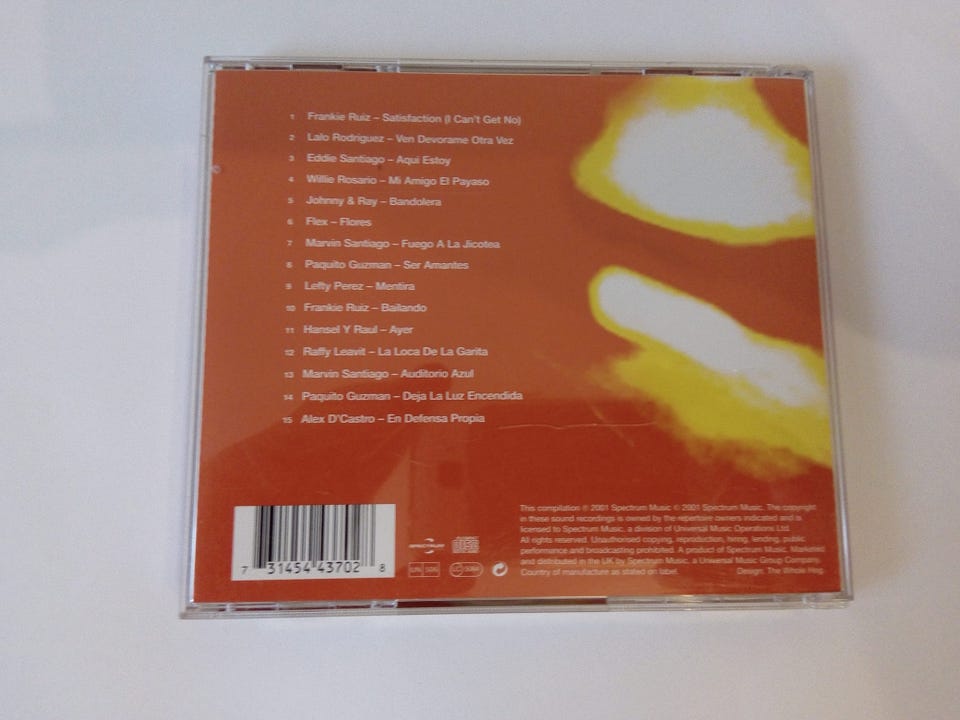 1 Frankie Ruiz – Satisfaction (I Can't Get No)
2 Lalo Rodriguez – Ven Devorame Otra Vez
3 Eddie Santiago – Aqui Estoy
4 Willie Rosario – Mi Amigo El Payaso
5 Johnny & Ray – Bandolera
6 Flex – Flores
7 Marvin Santiago – Fuego A La Jicotea
8 Paquito Guzman – Ser Amantes
9 Lefty Perez – Mentira
10 Frankie Ruiz – Bailando
11 Hansel Y Raul – Ayer
12 Raffy Leavit – La Loca De La Garita
13 Marvin Santiago – Auditorio Azul
14 Paquito Guzman – Deja La Luz Encendida
15 Alex D'Castro – En Defensa Propia
This compilation ℗ 2001 Spectrum Music © 2001 Spectrum Music. The copyright
in these sound recordings is owned by the repertoire owners indicated and is
licensed to Spectrum Music, a division of Universal Music Operations Ltd.
All rights reserved. Unauthorised copying, reproduction, hiring, lending, public
performance and broadcasting prohibited. A product of Spectrum Music. Marketed
and distributed in the UK by Spectrum Music, a Universal Music Group Company.
Country of manufacture as stated on label. Design: The Whole Hog
7 31454 43702 8
SPECTRUM